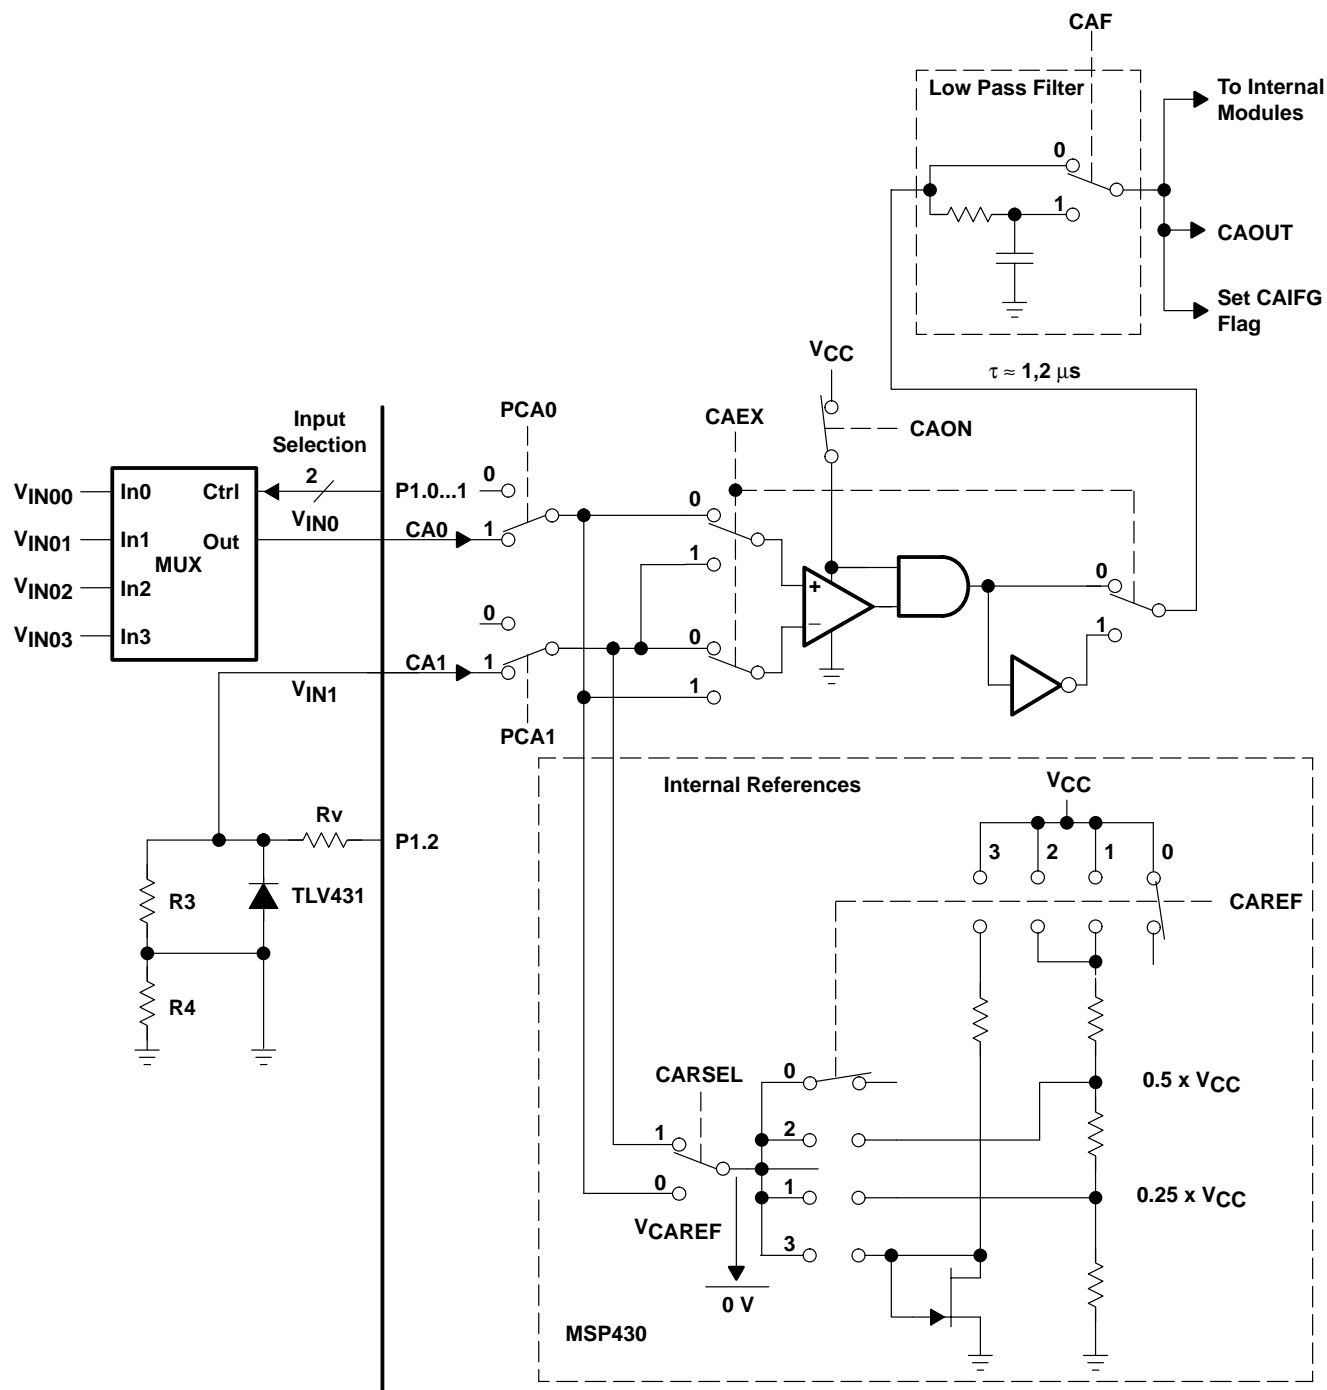 CAF
Low Pass Filter
To Internal
Modules
0
1
CAOUT
Set CAIFG
Flag
VCC
τ ≈ 1,2 μs
PCA0
CAEX
CAON
Input
Selection
2
0
P1.0...1
VIN00
In0
Ctrl
VIN0
0
VIN01
In1
Out
CA0
1
MUX
1
0
VIN02
In2
+
0
VIN03
In3
−
1
CA1
1
0
VIN1
1
PCA1
Internal References
VCC
Rv
P1.2
3
2
1
0
R3
TLV431
CAREF
R4
CARSEL
0
0.5 x VCC
1
2
0
1
0.25 x VCC
VCAREF
3
0 V
MSP430